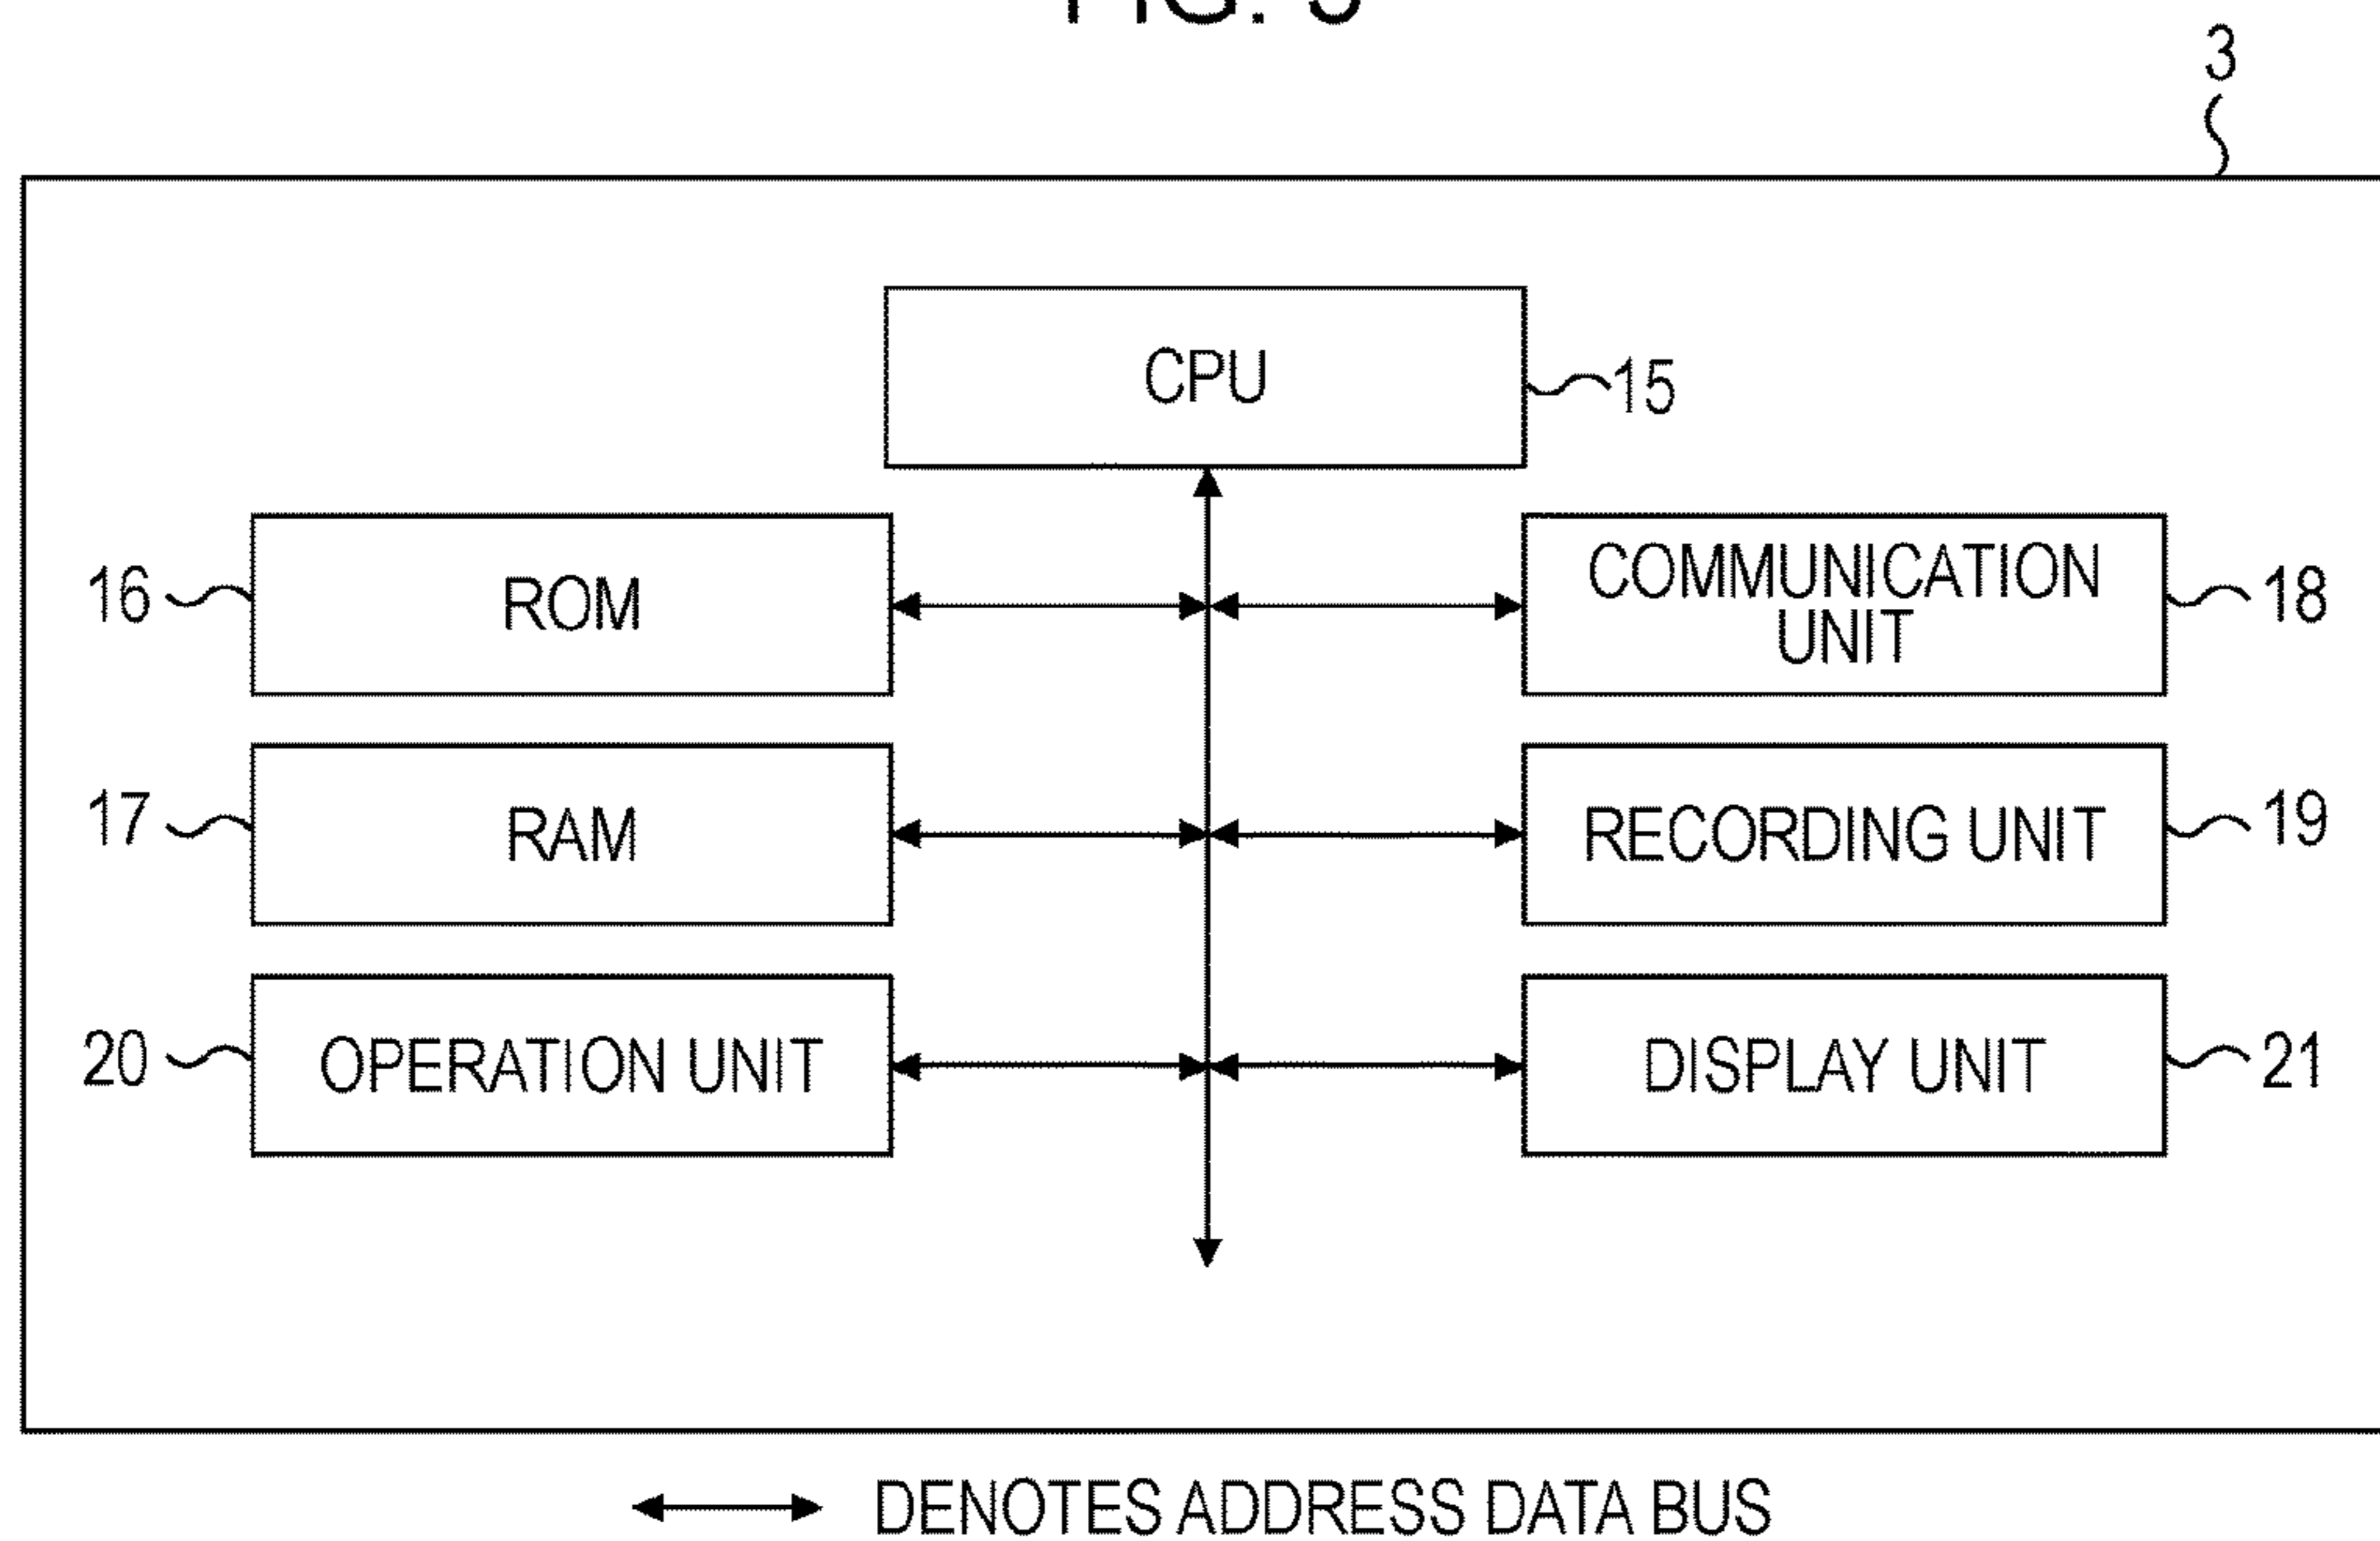 FIG.
3
CPU
15
16
ROM
COMMUNICATION
UNIT
18
17
RAM
RECORDING UNIT
19
20
OPERATION UNIT
DISPLAY UNIT
21
DENOTES ADDRESS DATA BUS